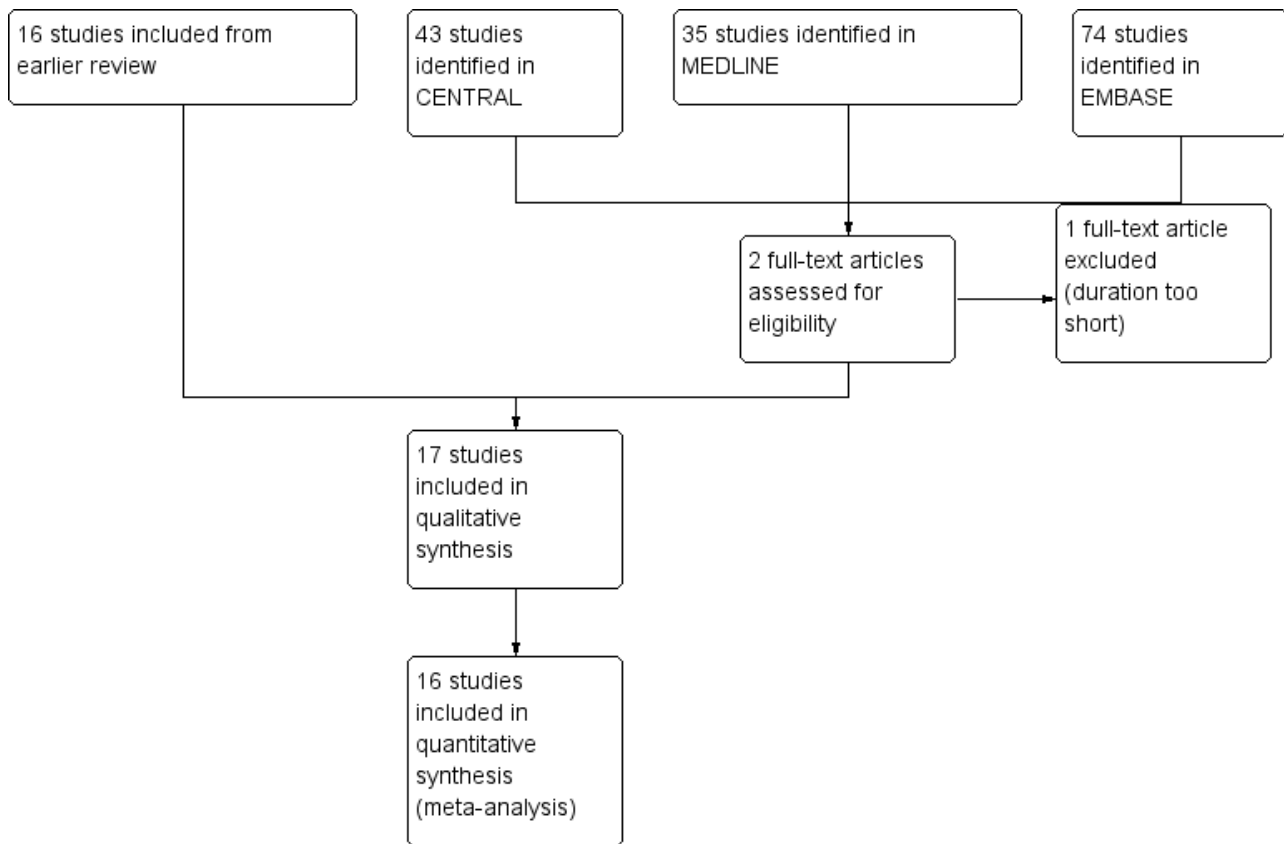 16 studies included from
earlier review
43 studies
identified in
CENTRAL
35 studies identified in
MEDLINE
74 studies
identified in
EMBASE
2 full-text articles
assessed for
eligibility
1 full-text article
excluded
(duration too
short)
17 studies
included in
qualitative
synthesis
16 studies
included in
quantitative
synthesis
(meta-analysis)